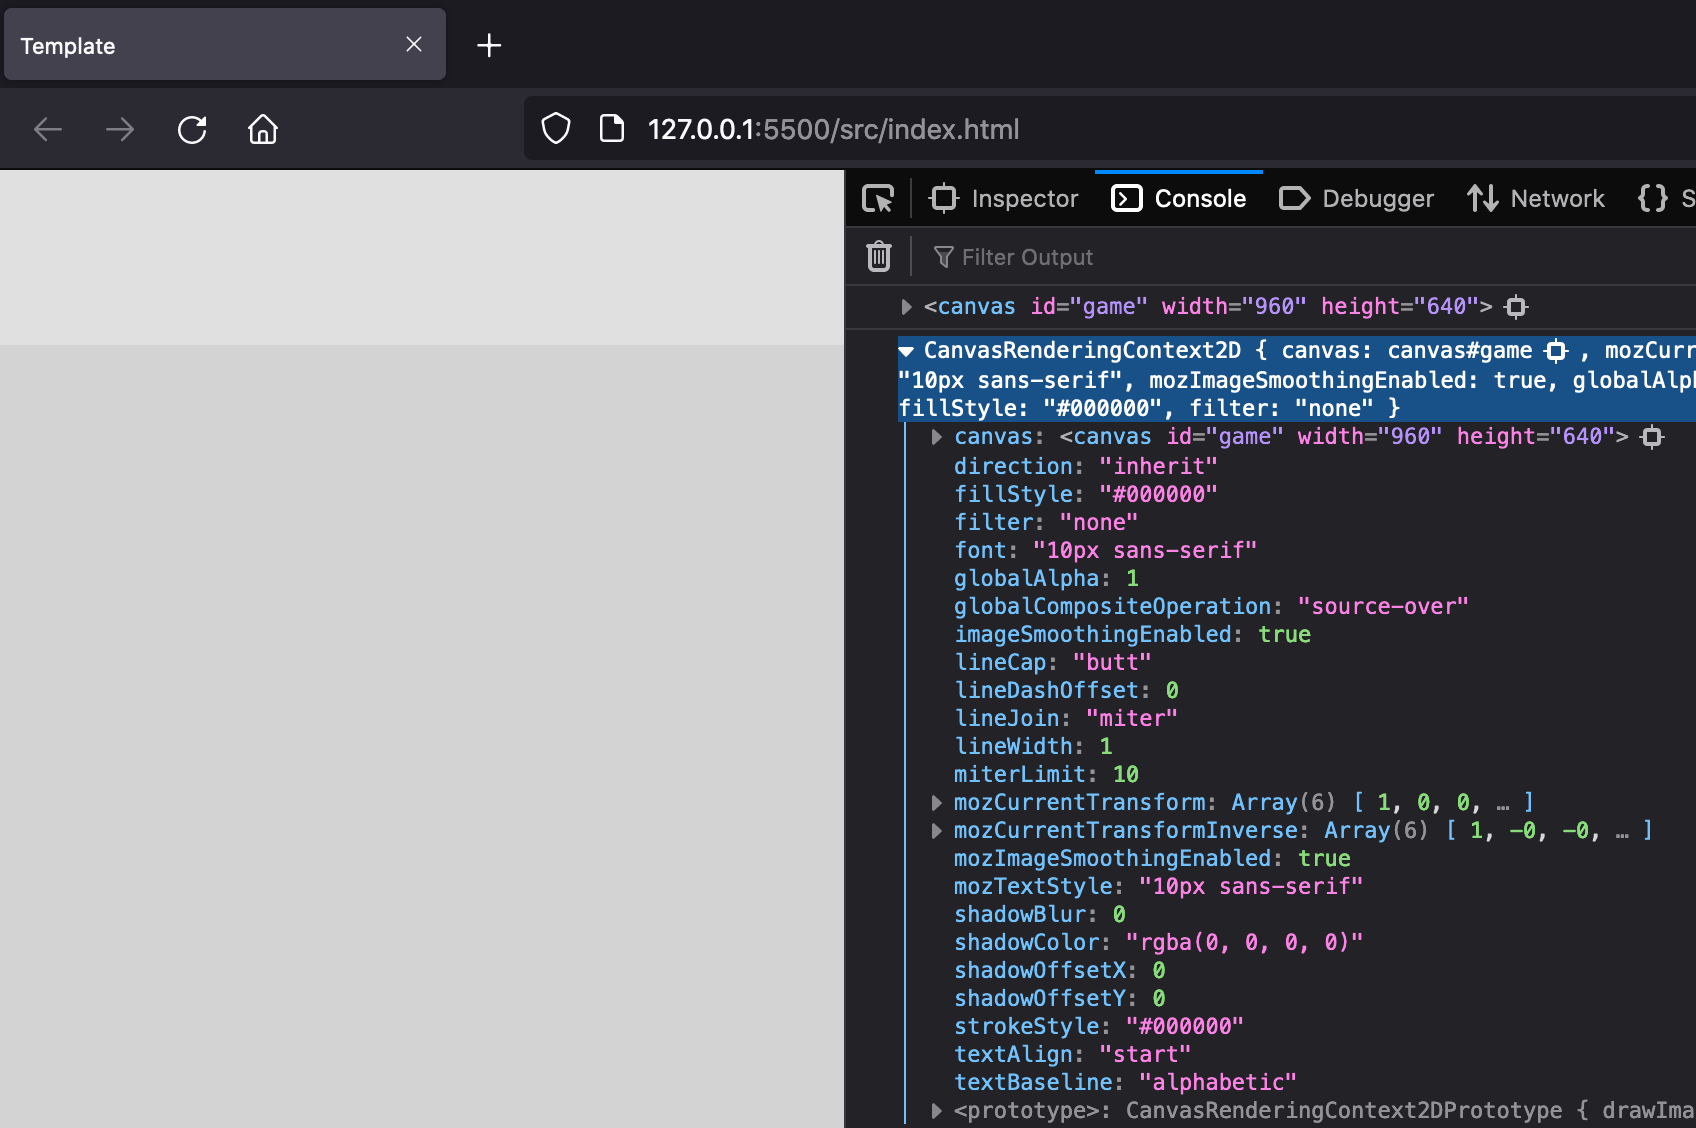 Template
127.0.0.1:5500/src/index.html
Inspector Console Debugger Network
Filter Output
<canvas id="game" width="960" height="640">
CanvasRenderingContext2D { canvas: canvas#game , mozCurr
"10px sans-serif", mozImageSmoothingEnabled: true, globalAlp
fillStyle: "#000000", filter: "none" }
canvas: <canvas id="game" width="960" height="640">
direction: "inherit"
fillStyle: "#000000"
filter: "none"
font: "10px sans-serif"
globalAlpha: 1
globalCompositeOperation: "source-over"
imageSmoothingEnabled: true
lineCap: "butt"
lineDashOffset: 0
lineJoin: "miter"
lineWidth: 1
miterLimit: 10
mozCurrentTransform: Array(6) [ 1, 0, 0, … ]
mozCurrentTransformInverse: Array(6) [ 1, -0, -0, … ]
mozImageSmoothingEnabled: true
mozTextStyle: "10px sans-serif"
shadowBlur: 0
shadowColor: "rgba(0, 0, 0, 0)"
shadowOffsetX: 0
shadowOffsetY: 0
strokeStyle: "#000000"
textAlign: "start"
textBaseline: "alphabetic"
<prototype>: CanvasRenderingContext2DPrototype { drawIma